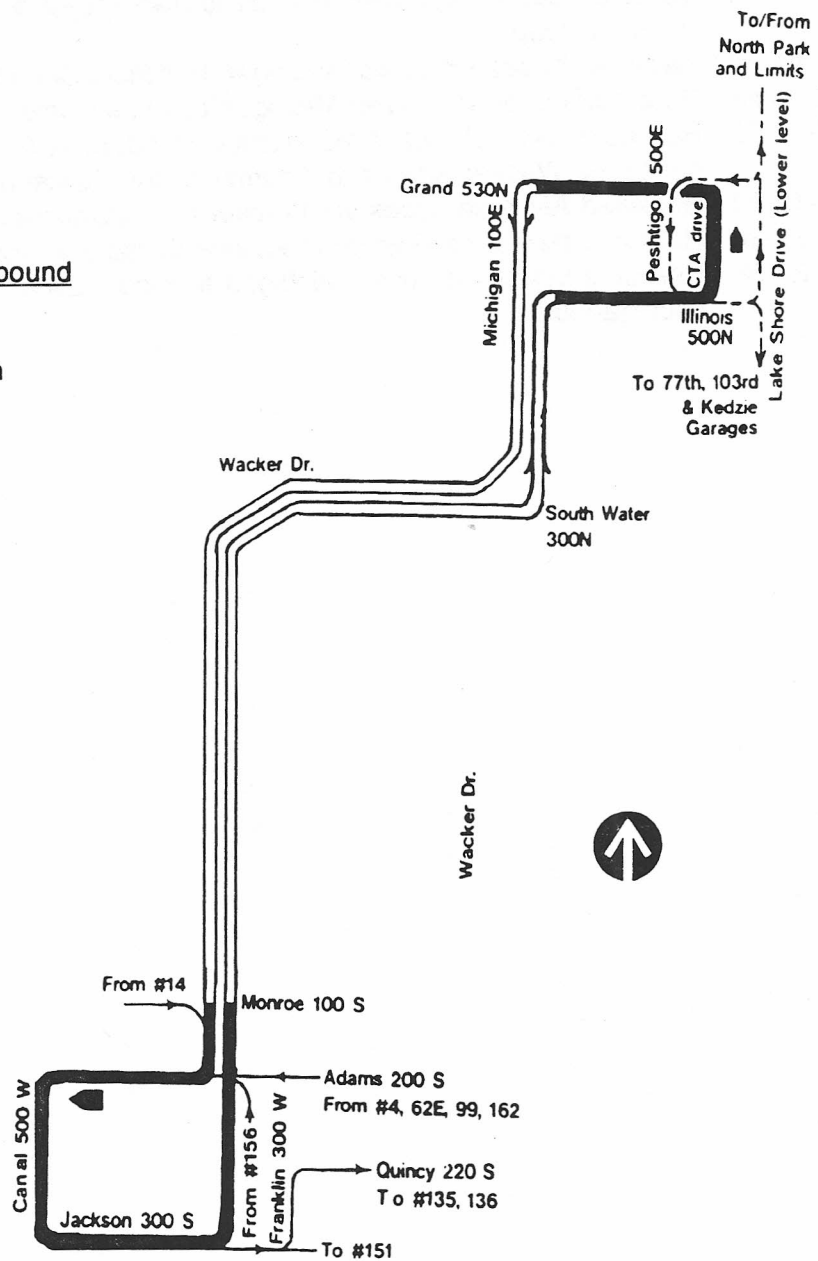 To/From
North Park
and Limits
Lake Shore Drive (Lower level)
Peshtigo 500E
Grand 530N
CTA drive
Michigan 100E
bound
Illinois
500N
To 77th, 103rd
& Kedzie
Garages
Wacker Dr.
South Water
300N
Wacker Dr.
From #14
Monroe 100 S
Adams 200 S
From #4, 62E, 99, 162
Canal 500 W
From #156
Franklin 300 W
Quincy 220 S
To #135, 136
Jackson 300 S
To #151